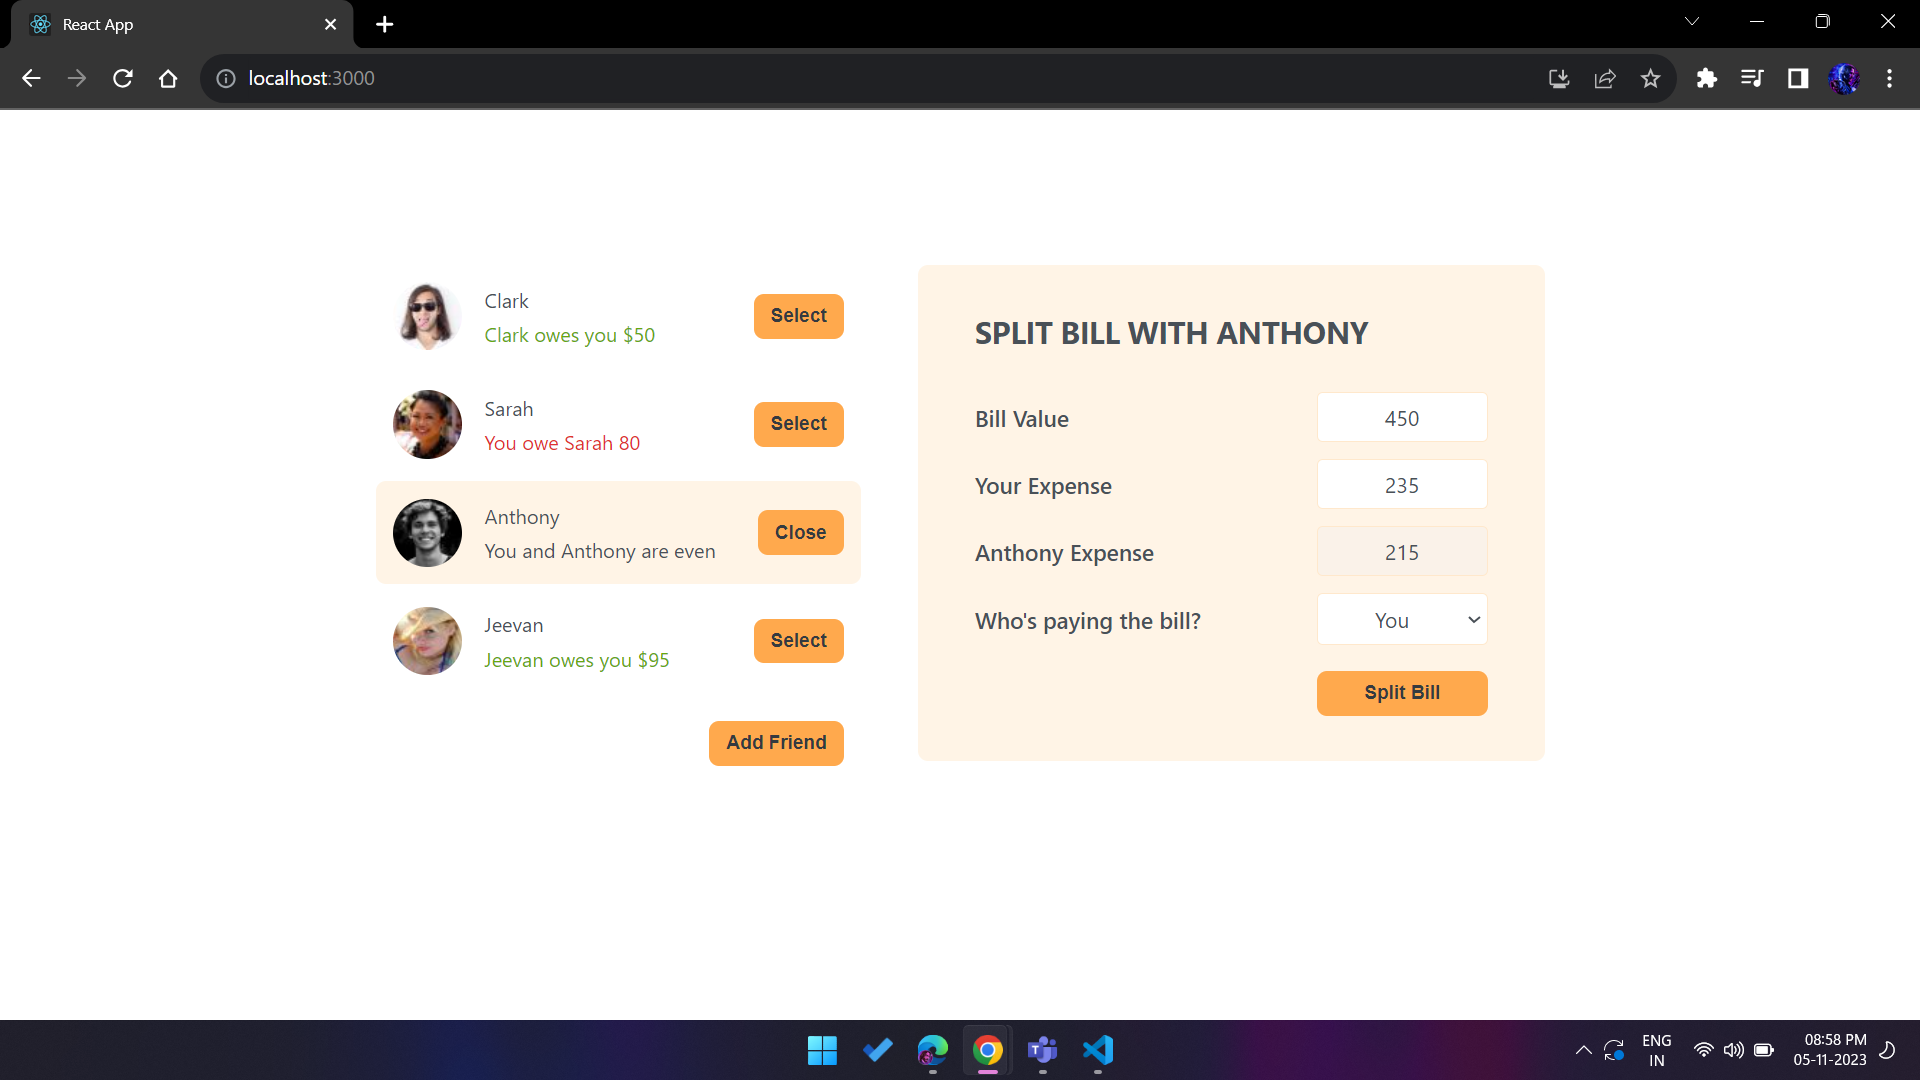 React App
localhost:3000
Clark
Clark owes you $50
Select
Sarah
You owe Sarah 80
Select
Anthony
You and Anthony are even
Close
Jeevan
Jeevan owes you $95
Select
Add Friend
SPLIT BILL WITH ANTHONY
Bill Value
450
Your Expense
235
Anthony Expense
215
Who's paying the bill?
You
Split Bill
ENG
IN
08:58 PM
05-11-2023